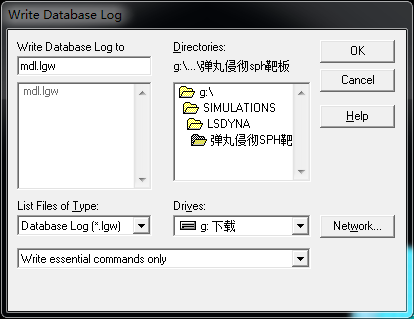 Write Database Log
Write Database Log to
mdl.lgw
mdl.lgw
Directories:
g:\...\弹丸侵彻sph靶板
g:\
SIMULATIONS
LSDYNA
弹丸侵彻SPH靶
OK
Cancel
Help
List Files of Type:
Database Log (*.lgw)
Drives:
g: 下载
Network...
Write essential commands only